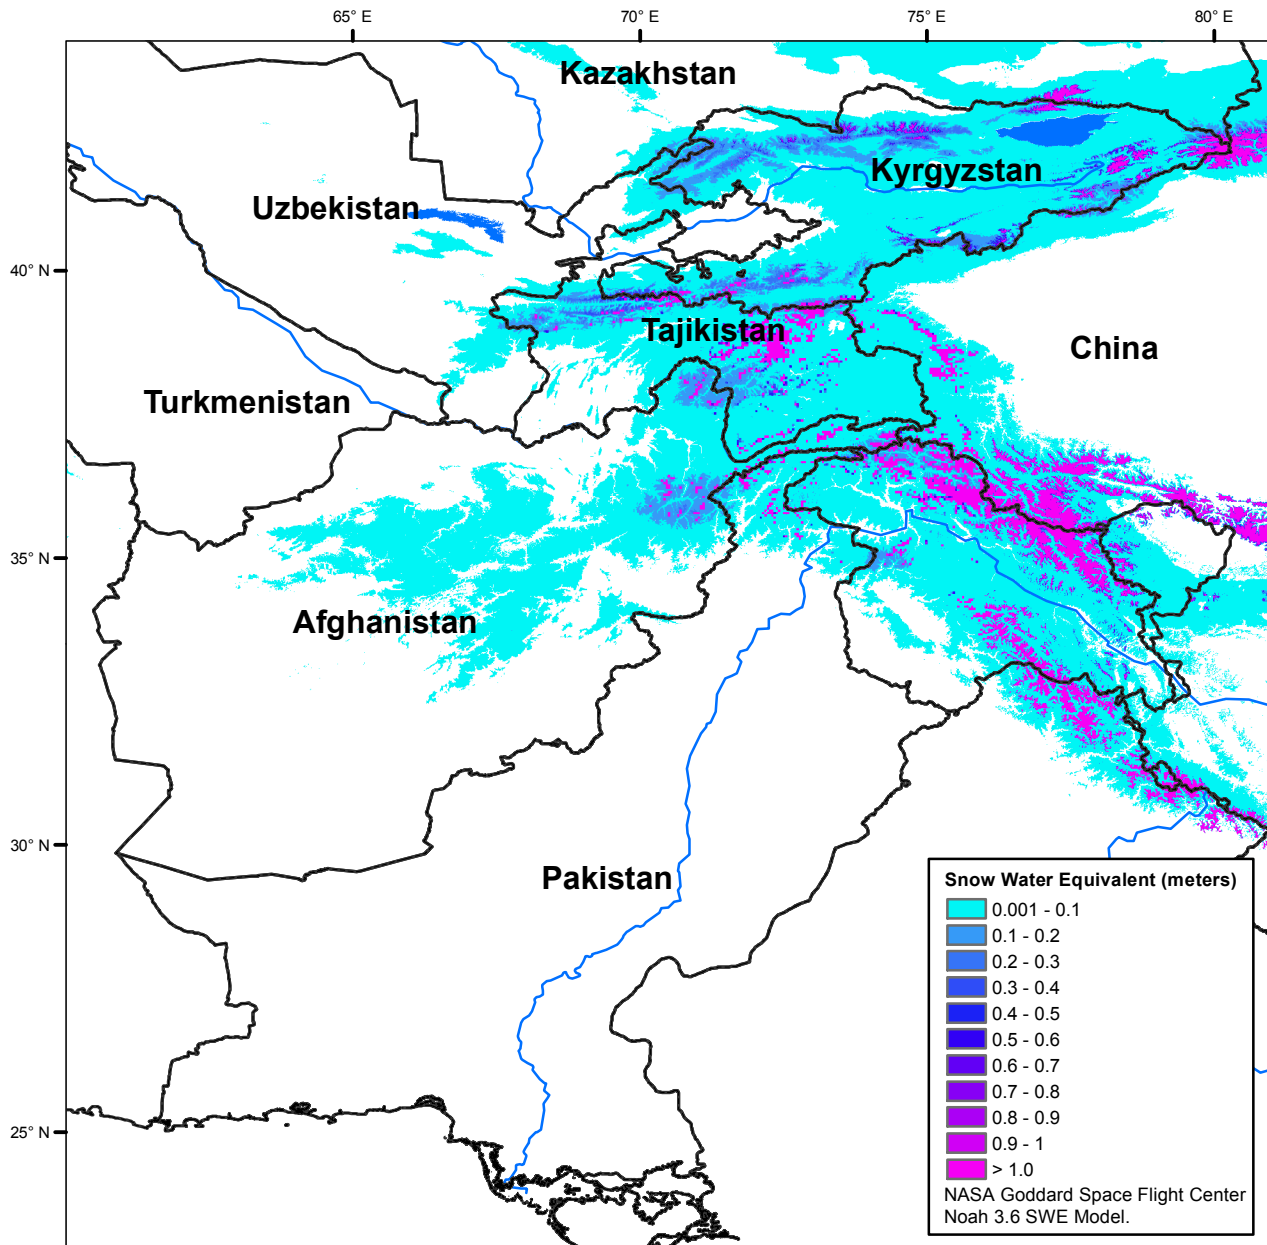 65° E
70° E
75° E
80° E
Kazakhstan
Kyrgyzstan
Uzbekistan
40° N
Tajikistan
China
Turkmenistan
35° N
Afghanistan
30° N
Pakistan
25° N
Snow Water Equivalent (meters)
0.001 - 0.1
0.1 - 0.2
0.2 - 0.3
0.3 - 0.4
0.4 - 0.5
0.5 - 0.6
0.6 - 0.7
0.7 - 0.8
0.8 - 0.9
0.9 - 1
> 1.0
NASA Goddard Space Flight Center
Noah 3.6 SWE Model.